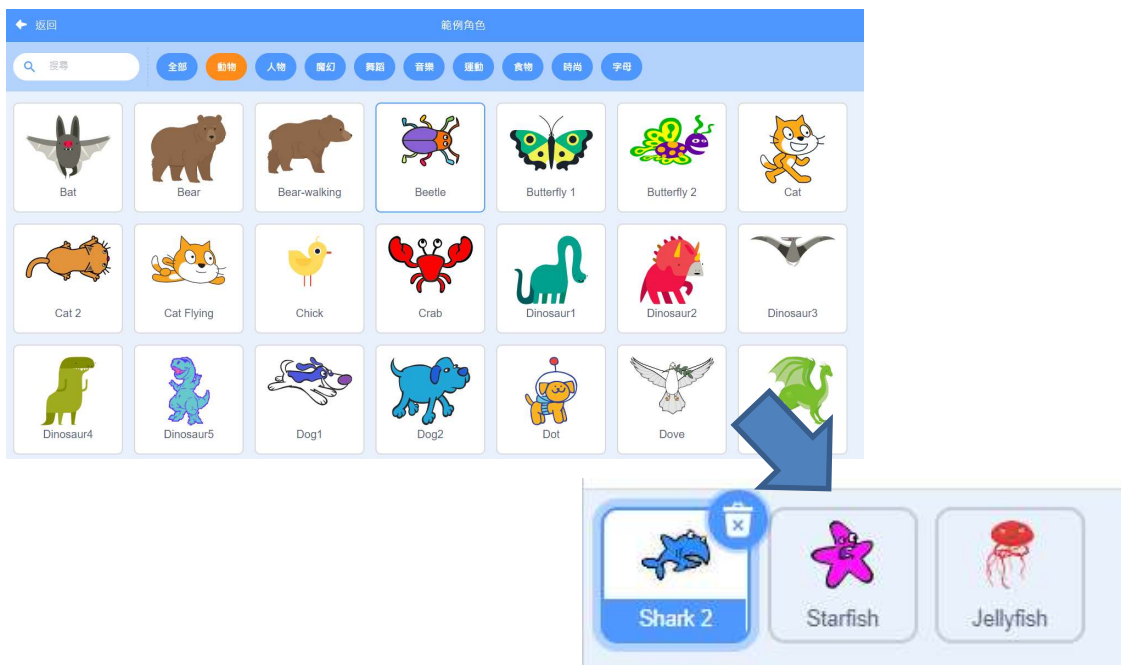 返回
範例角色
搜尋
全部 動物 人物 魔幻 舞蹈 音樂 運動 食物 時尚 字母
Bat Bear Bear-walking Beetle Butterfly 1 Butterfly 2 Cat
Cat 2 Cat Flying Chick Crab Dinosaur1 Dinosaur2 Dinosaur3
Dinosaur4 Dinosaur5 Dog1 Dog2 Dot Dove
Shark 2 Starfish Jellyfish